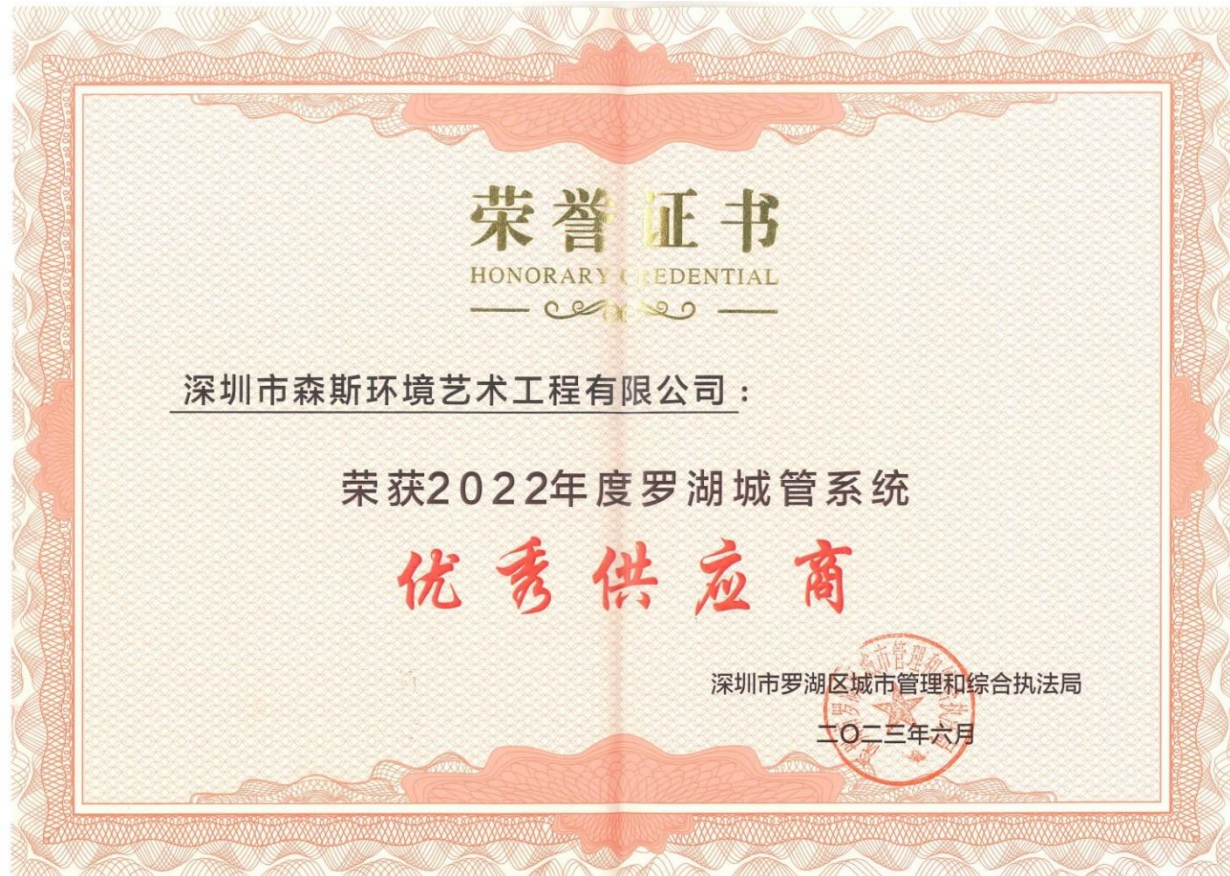 荣誉证书
HONORARY CREDENTIAL
深圳市森斯环境艺术工程有限公司：
荣获2022年度罗湖城管系统
优秀供应商
深圳市罗湖区城市管理和综合执法局
二〇二三年六月